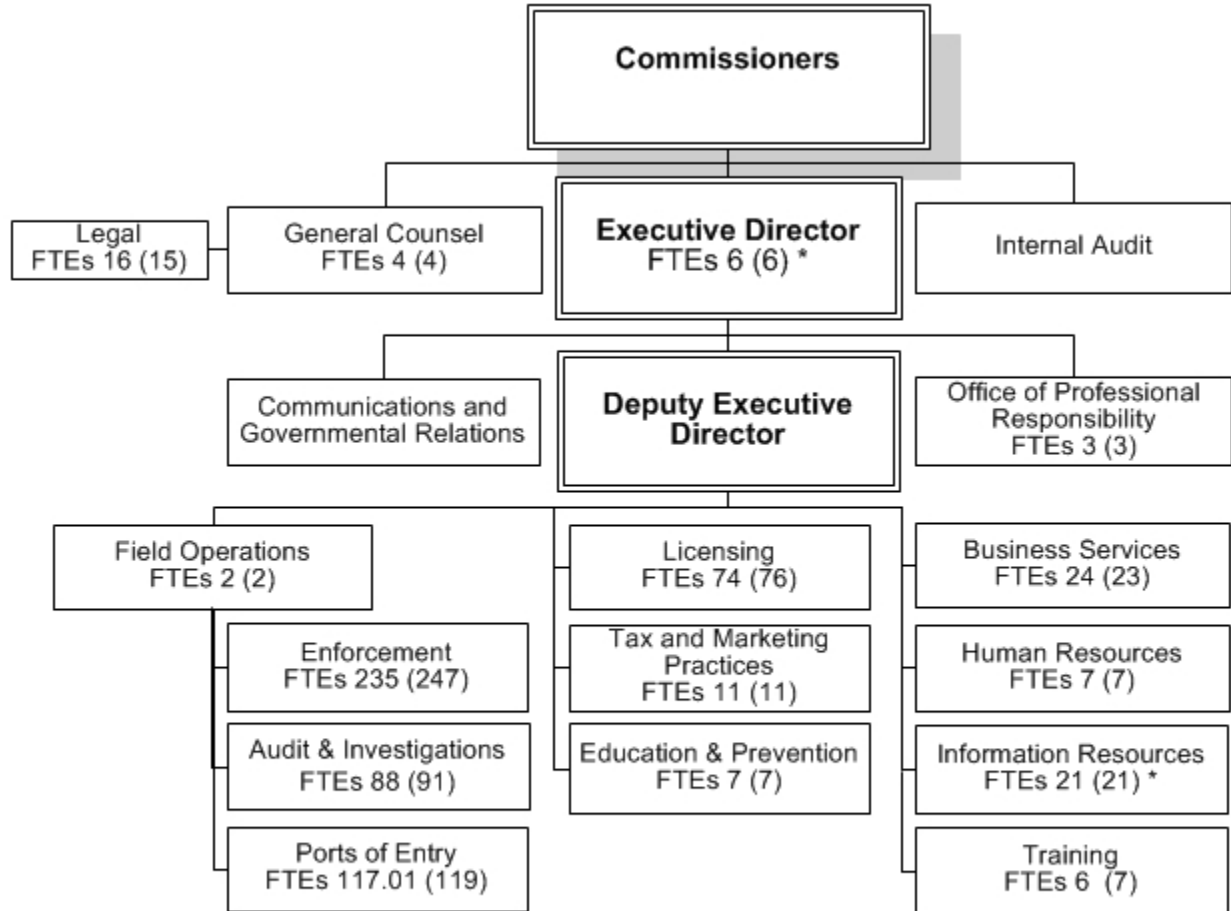 Commissioners
Legal
FTEs 16 (15)
General Counsel
FTEs 4 (4)
Executive Director
FTEs 6 (6) *
Internal Audit
Communications and
Governmental Relations
Deputy Executive
Director
Office of Professional
Responsibility
FTEs 3 (3)
Field Operations
FTEs 2 (2)
Licensing
FTEs 74 (76)
Business Services
FTEs 24 (23)
Enforcement
FTEs 235 (247)
Tax and Marketing
Practices
FTEs 11 (11)
Human Resources
FTEs 7 (7)
Audit & Investigations
FTEs 88 (91)
Education & Prevention
FTEs 7 (7)
Information Resources
FTEs 21 (21) *
Ports of Entry
FTEs 117.01 (119)
Training
FTEs 6 (7)